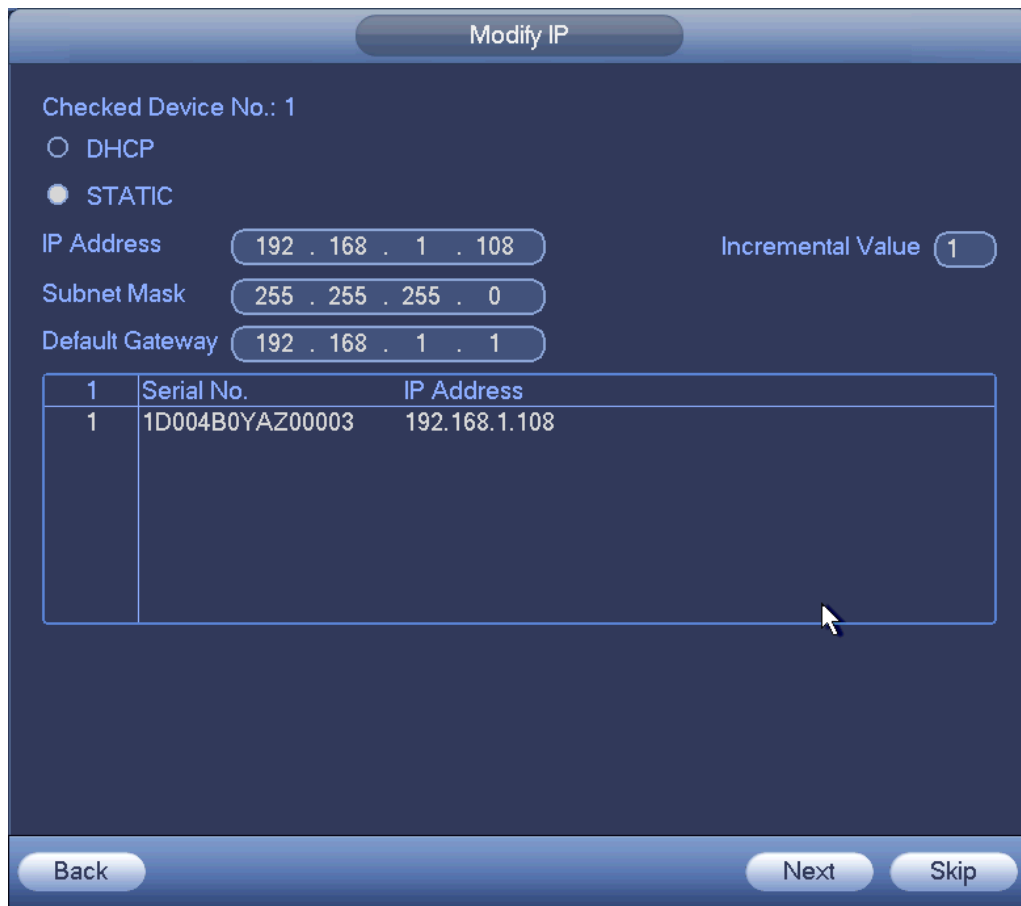 Modify IP
Checked Device No.: 1
DHCP
STATIC
IP Address 192 . 168 . 1 . 108 Incremental Value 1
Subnet Mask 255 . 255 . 255 . 0
Default Gateway 192 . 168 . 1 . 1
1 Serial No. IP Address
1 1D004B0YAZ00003 192.168.1.108
Back Next Skip